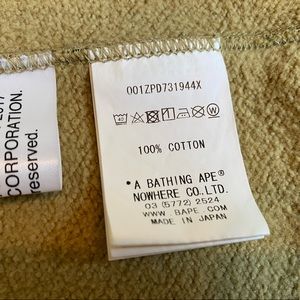 2017
CORPORATION.
reserved.
001ZPD731944X
100% COTTON
*A BATHING APE®
NOWHERE CO.,LTD.
03 (5772) 2524
WWW. BAPE. COM
MADE IN JAPAN